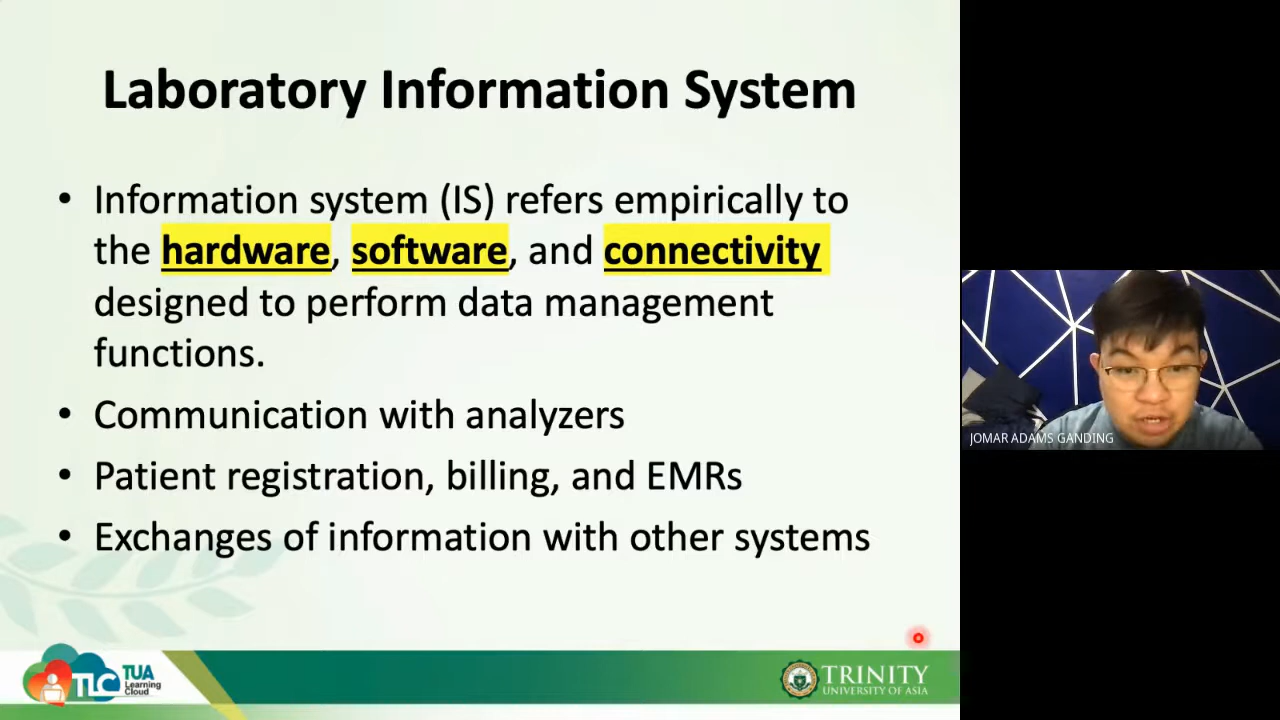 Laboratory Information System
• Information system (IS) refers empirically to
the hardware, software, and connectivity
designed to perform data management
functions.
• Communication with analyzers
• Patient registration, billing, and EMRs
• Exchanges of information with other systems
JOMAR ADAMS GANDING
TLC
TUA
Learning
Cloud
TRINITY
UNIVERSITY OF ASIA